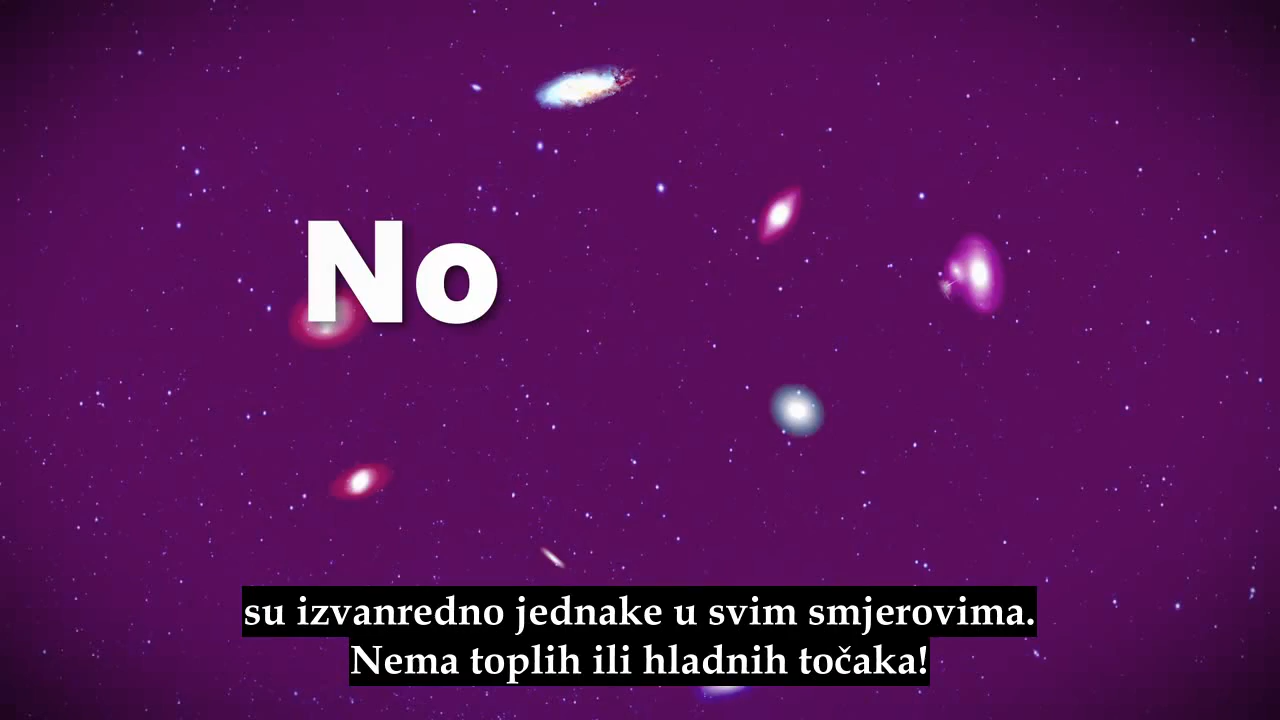 No
su izvanredno jednake u svim smjerovima.
Nema toplih ili hladnih točaka!